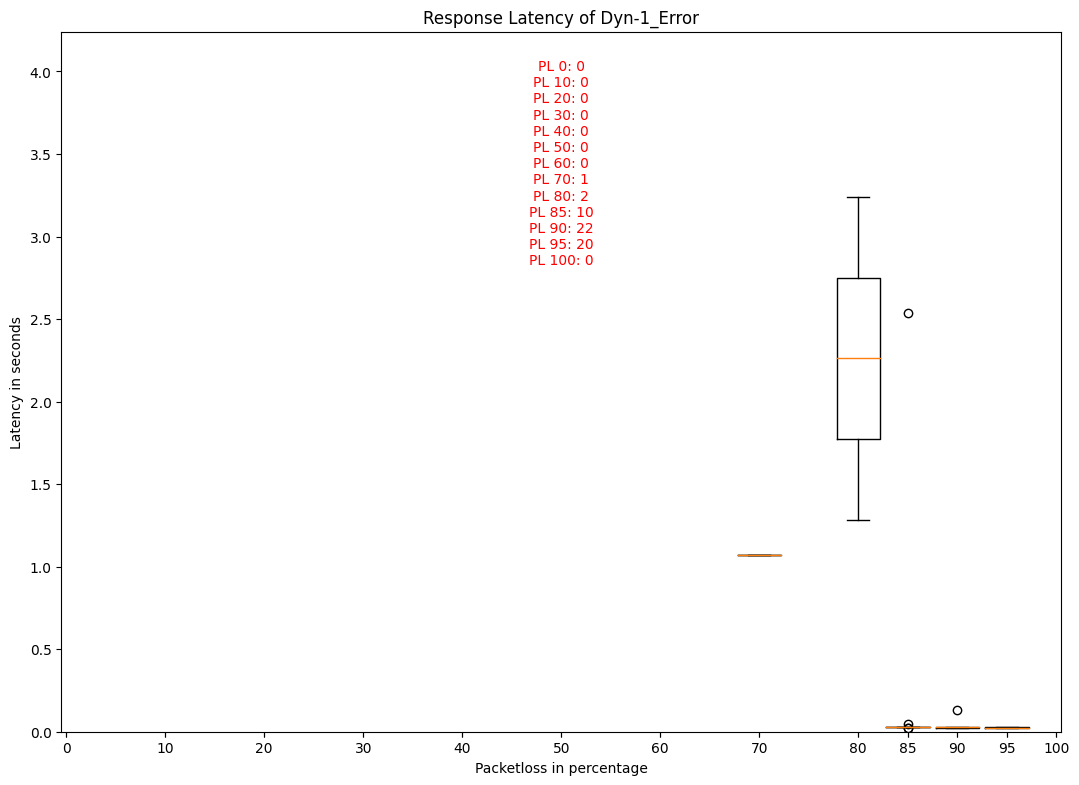 Response Latency of Dyn-1_Error
PL 0: 0
PL 10: 0
PL 20: 0
PL 30: 0
PL 40: 0
PL 50: 0
PL 60: 0
PL 70: 1
PL 80: 2
PL 85: 10
PL 90: 22
PL 95: 20
PL 100: 0
Latency in seconds
4.0
3.5
3.0
2.5
2.0
1.5
1.0
0.5
0.0
0 10 20 30 40 50 60 70 80 85 90 95 100
Packetloss in percentage